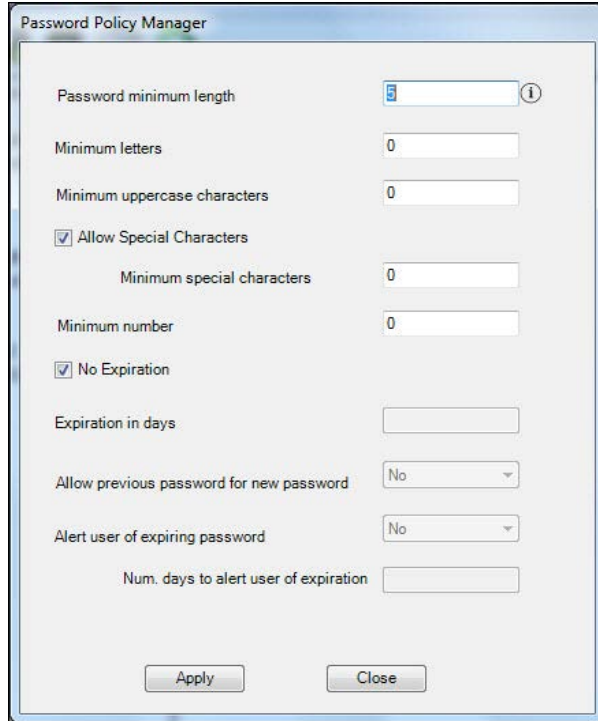 Password Policy Manager
Password minimum length 5 i
Minimum letters 0
Minimum uppercase characters 0
Allow Special Characters
Minimum special characters 0
Minimum number 0
No Expiration
Expiration in days
Allow previous password for new password No
Alert user of expiring password No
Num. days to alert user of expiration
Apply Close